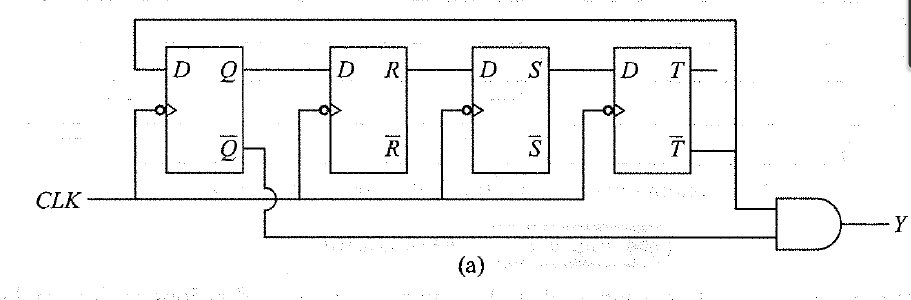 D Q D R D S D T
Q̅ R̅ S̅ T̅
CLK
Y
(a)